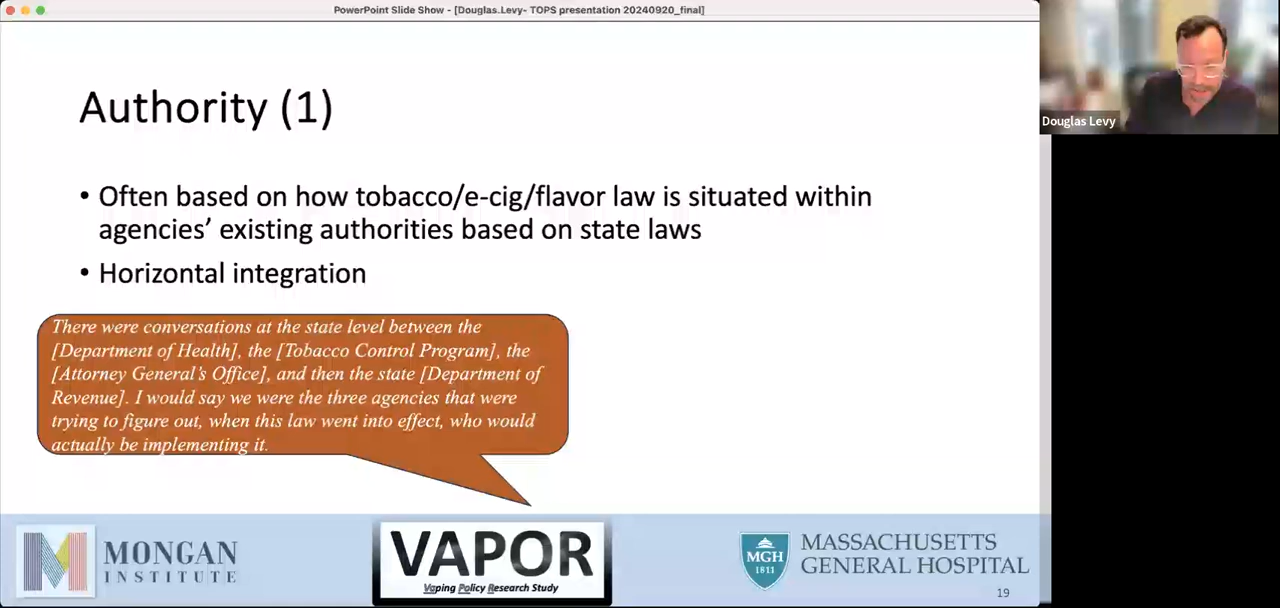 PowerPoint Slide Show - [Douglas.Levy- TOPS presentation 20240920_final]
Douglas Levy
Authority (1)
• Often based on how tobacco/e-cig/flavor law is situated within
agencies’ existing authorities based on state laws
• Horizontal integration
There were conversations at the state level between the
[Department of Health], the [Tobacco Control Program], the
[Attorney General’s Office], and then the state [Department of
Revenue]. I would say we were the three agencies that were
trying to figure out, when this law went into effect, who would
actually be implementing it.
MONGAN
INSTITUTE
VAPOR
Vaping Policy Research Study
MGH
1811
MASSACHUSETTS
GENERAL HOSPITAL
19